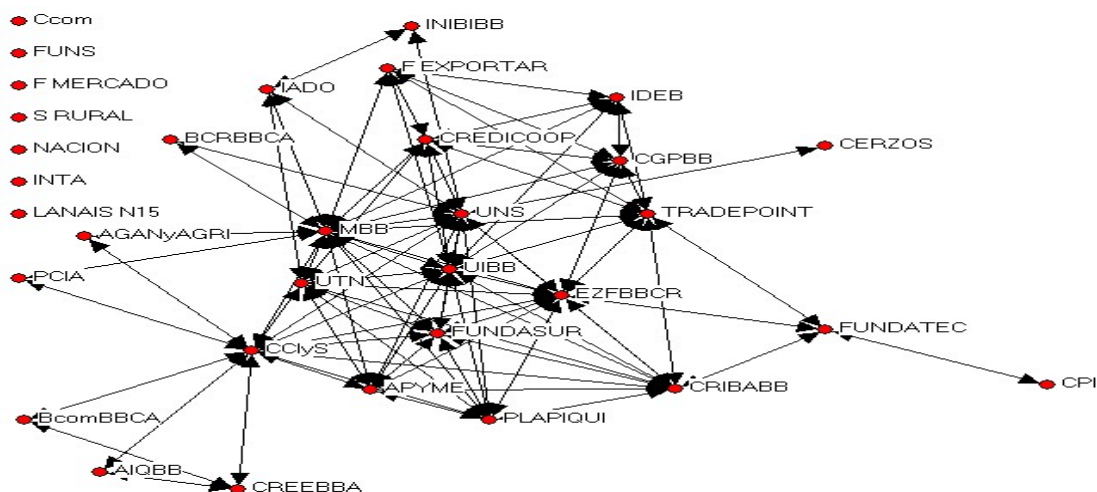 Ccom
INIBIBB
FUNS
F EXPORTAR
F MERCADO
IADO
IDEB
S RURAL
BCRBBCA
CREDICOOP
CERZOS
NACION
CGPBB
INTA
LANAIS N15
UNS
TRADEPOINT
AGANyAGRI
MBB
PCIA
UTN
UIBB
EZFBBCR
FUNDASUR
FUNDATEC
CCIyS
APYME
CRIBABB
CPI
BcomBBCA
PLAPIQUI
AIQBB
CREEBBA